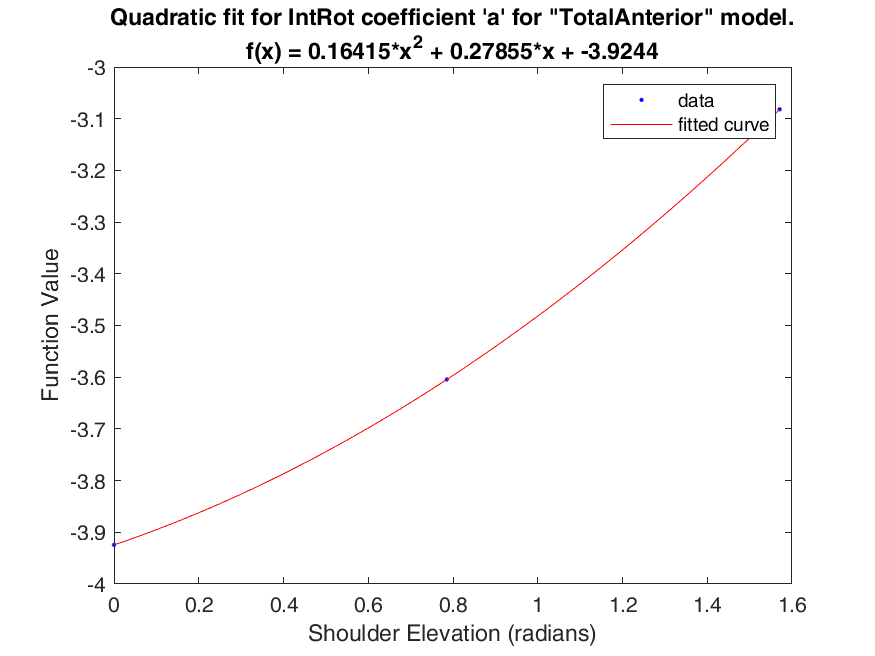 Quadratic fit for IntRot coefficient 'a' for "TotalAnterior" model.
f(x) = 0.16415*x² + 0.27855*x + -3.9244
-3
-3.1
-3.2
-3.3
-3.4
-3.5
-3.6
-3.7
-3.8
-3.9
-4
Function Value
data
fitted curve
0 0.2 0.4 0.6 0.8 1 1.2 1.4 1.6
Shoulder Elevation (radians)